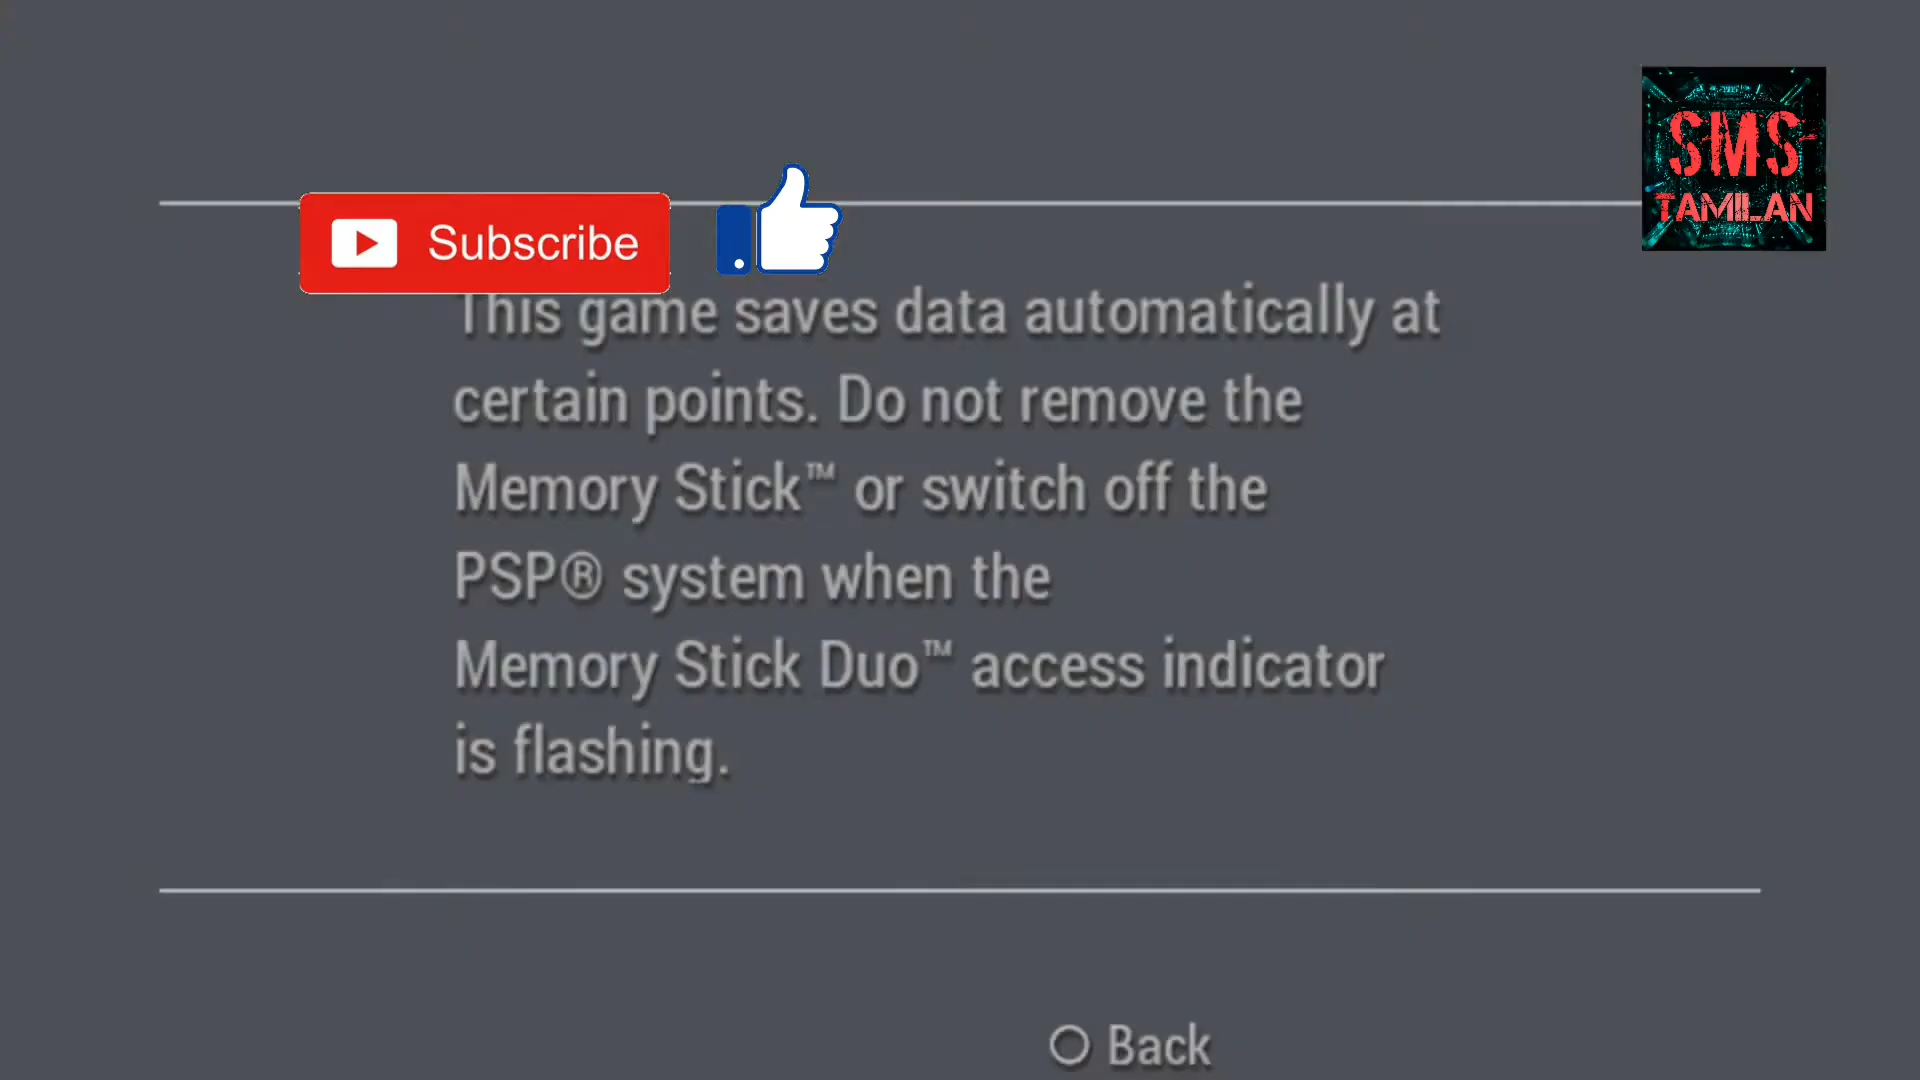 SMS
TAMILAN
Subscribe
This game saves data automatically at
certain points. Do not remove the
Memory Stick™ or switch off the
PSP® system when the
Memory Stick Duo™ access indicator
is flashing.
Back